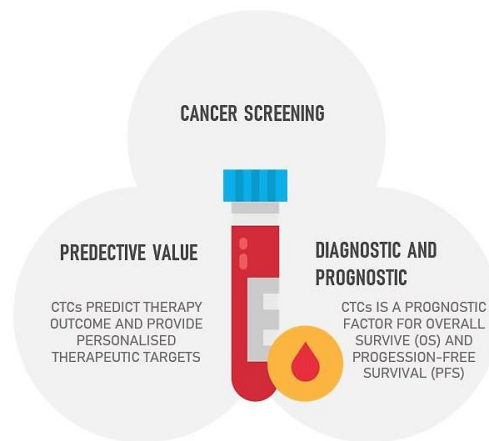 CANCER SCREENING
PREDECTIVE VALUE
CTCs PREDICT THERAPY
OUTCOME AND PROVIDE
PERSONALISED
THERAPEUTIC TARGETS
DIAGNOSTIC AND
PROGNOSTIC
CTCs IS A PROGNOSTIC
FACTOR FOR OVERALL
SURVIVE (OS) AND
PROGESSION-FREE
SURVIVAL (PFS)